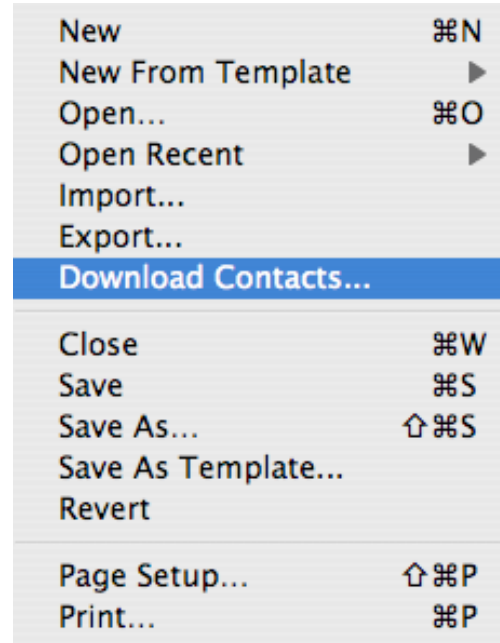 New ⌘N
New From Template ▶
Open... ⌘O
Open Recent ▶
Import...
Export...
Download Contacts...
Close ⌘W
Save ⌘S
Save As... ⇧⌘S
Save As Template...
Revert
Page Setup... ⇧⌘P
Print... ⌘P